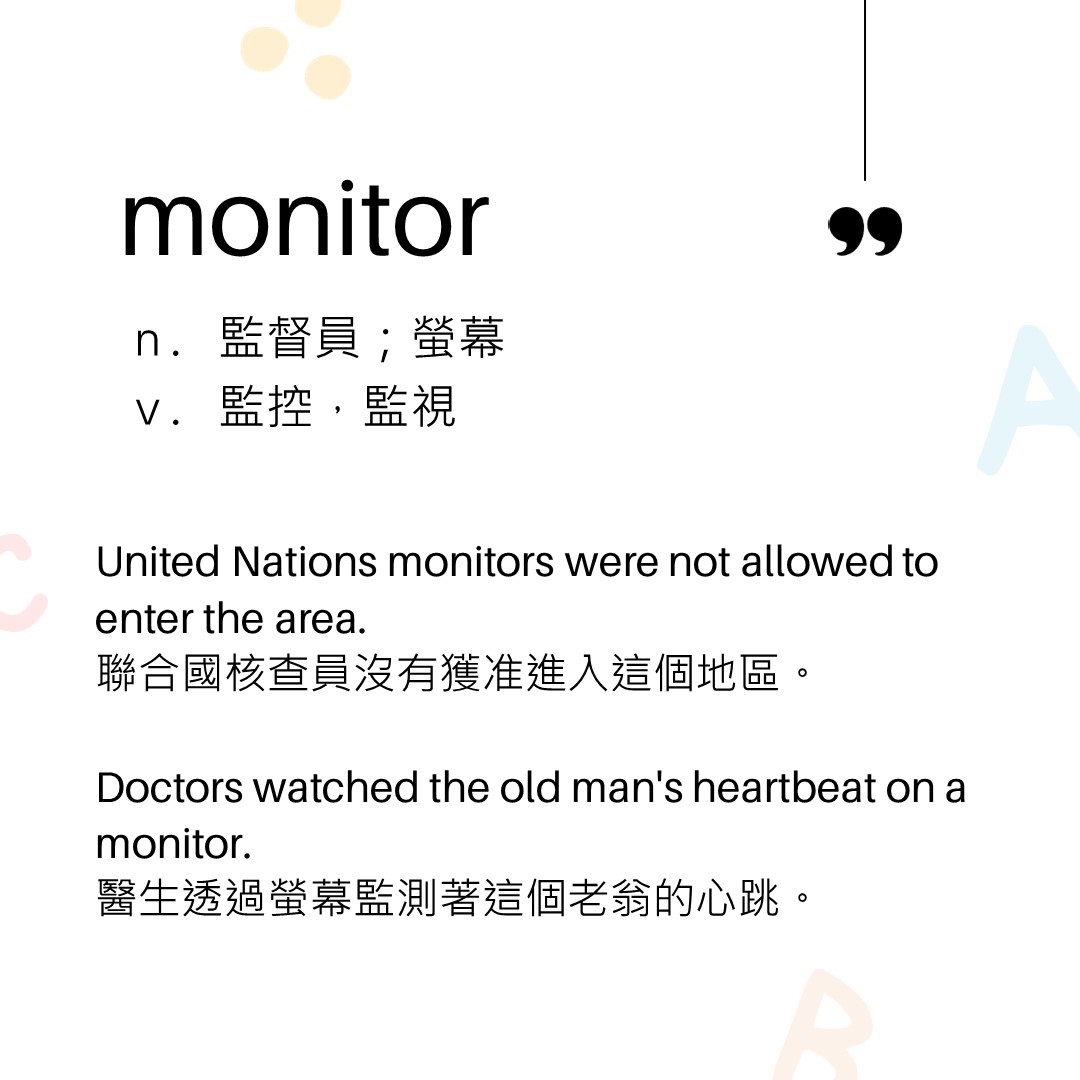 monitor
”
n. 監督員；螢幕
v. 監控，監視
United Nations monitors were not allowed to
enter the area.
聯合國核查員沒有獲准進入這個地區。
Doctors watched the old man's heartbeat on a
monitor.
醫生透過螢幕監測著這個老翁的心跳。
A
C
B